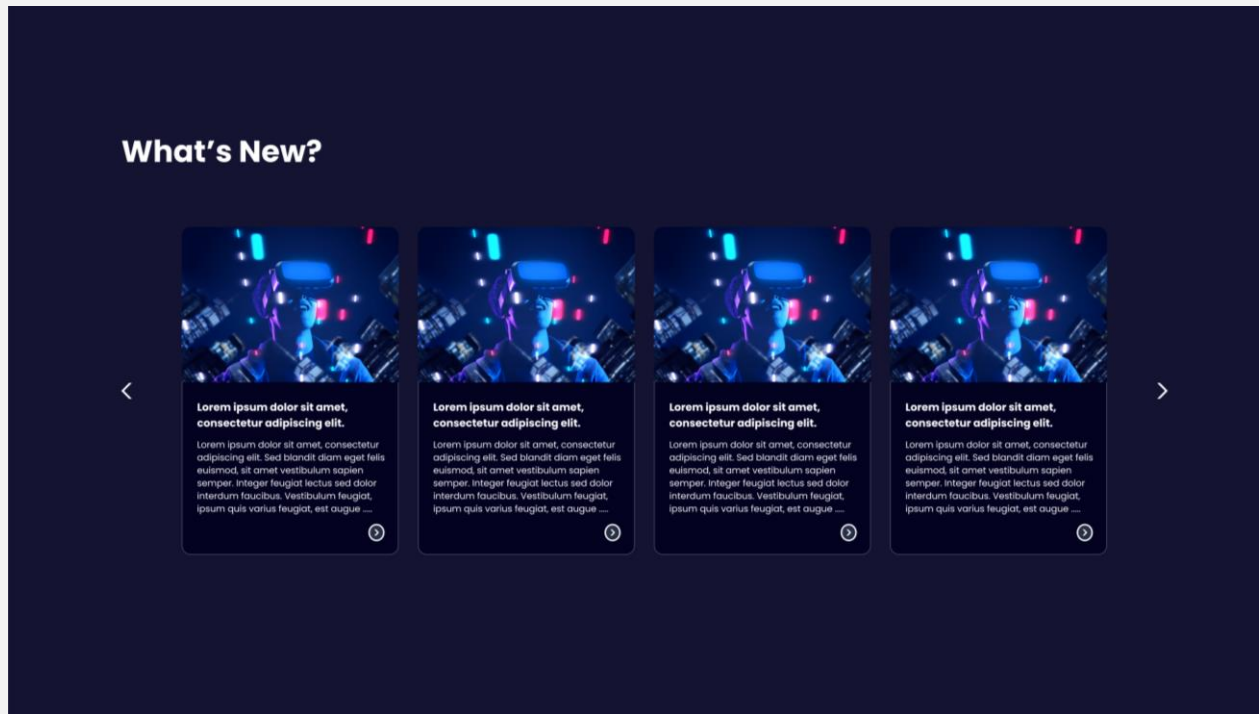 What’s New?
Lorem ipsum dolor sit amet,
consectetur adipiscing elit.
Lorem ipsum dolor sit amet, consectetur
adipiscing elit. Sed blandit diam eget felis
euismod, sit amet vestibulum sapien
semper. Integer feugiat lectus sed dolor
interdum faucibus. Vestibulum feugiat,
ipsum quis varius feugiat, est augue .....
Lorem ipsum dolor sit amet,
consectetur adipiscing elit.
Lorem ipsum dolor sit amet, consectetur
adipiscing elit. Sed blandit diam eget felis
euismod, sit amet vestibulum sapien
semper. Integer feugiat lectus sed dolor
interdum faucibus. Vestibulum feugiat,
ipsum quis varius feugiat, est augue .....
Lorem ipsum dolor sit amet,
consectetur adipiscing elit.
Lorem ipsum dolor sit amet, consectetur
adipiscing elit. Sed blandit diam eget felis
euismod, sit amet vestibulum sapien
semper. Integer feugiat lectus sed dolor
interdum faucibus. Vestibulum feugiat,
ipsum quis varius feugiat, est augue .....
Lorem ipsum dolor sit amet,
consectetur adipiscing elit.
Lorem ipsum dolor sit amet, consectetur
adipiscing elit. Sed blandit diam eget felis
euismod, sit amet vestibulum sapien
semper. Integer feugiat lectus sed dolor
interdum faucibus. Vestibulum feugiat,
ipsum quis varius feugiat, est augue .....